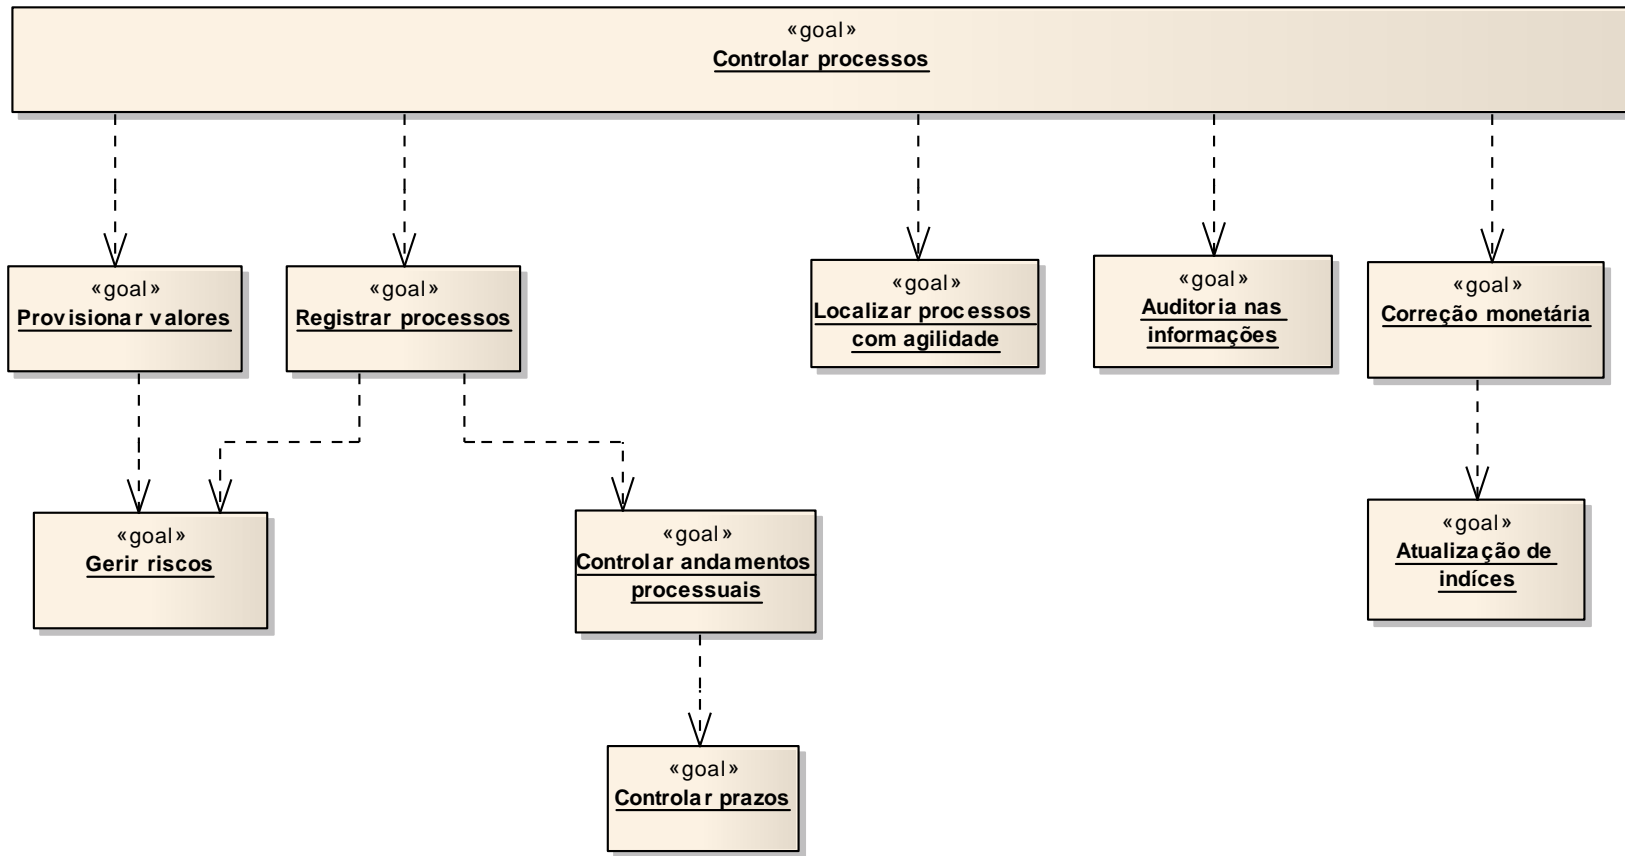 «goal»
Controlar processos
«goal»
Provisionar valores
«goal»
Registrar processos
«goal»
Localizar processos
com agilidade
«goal»
Auditoria nas
informações
«goal»
Correção monetária
«goal»
Gerir riscos
«goal»
Controlar andamentos
processuais
«goal»
Atualização de
indíces
«goal»
Controlar prazos